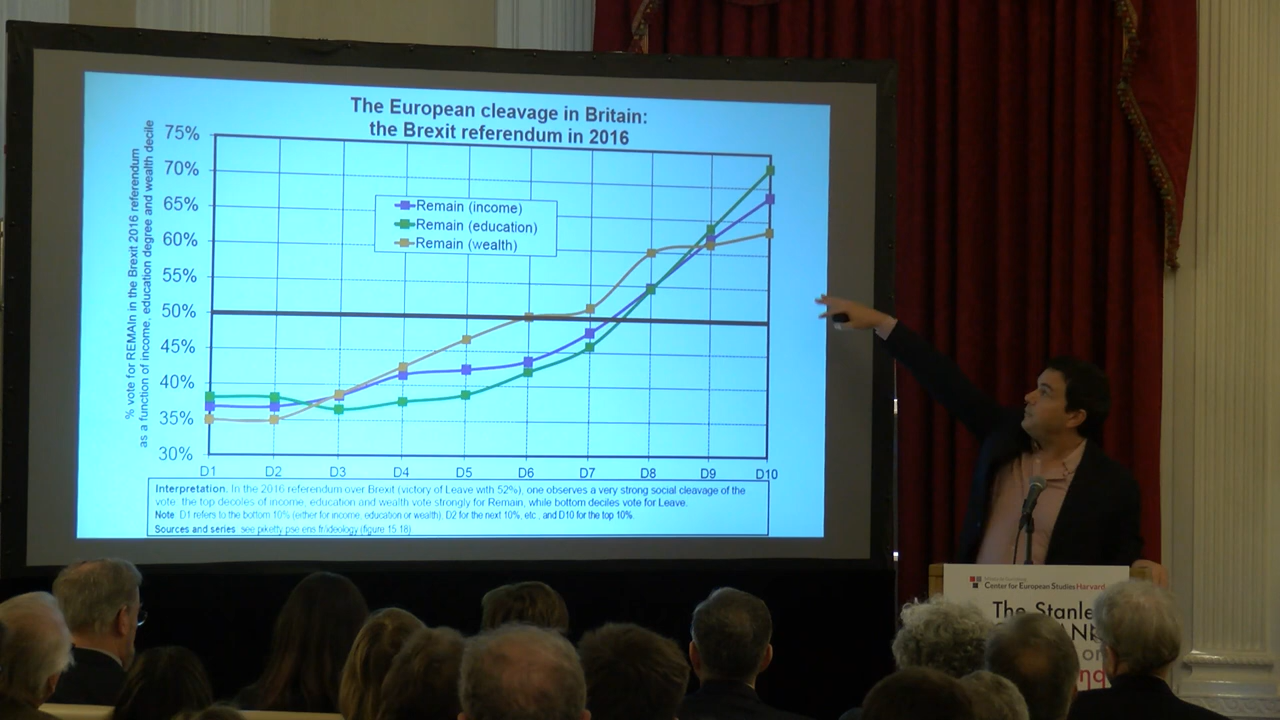 The European cleavage in Britain:
the Brexit referendum in 2016
% vote for REMAIn in the Brexit 2016 referendum
as a function of income, education degree and wealth decile
75%
70%
65%
60%
55%
50%
45%
40%
35%
30%
Remain (income)
Remain (education)
Remain (wealth)
D1 D2 D3 D4 D5 D6 D7 D8 D9 D10
Interpretation. In the 2016 referendum over Brexit (victory of Leave with 52%), one observes a very strong social cleavage of the
vote: the top decoles of income, education and wealth vote strongly for Remain, while bottom deciles vote for Leave.
Note. D1 refers to the bottom 10% (either for income, education or wealth), D2 for the next 10%, etc., and D10 for the top 10%.
Sources and series: see piketty.pse.ens.fr/ideology (figure 15.18)
Center for European Studies Harvard
The Stanle
on